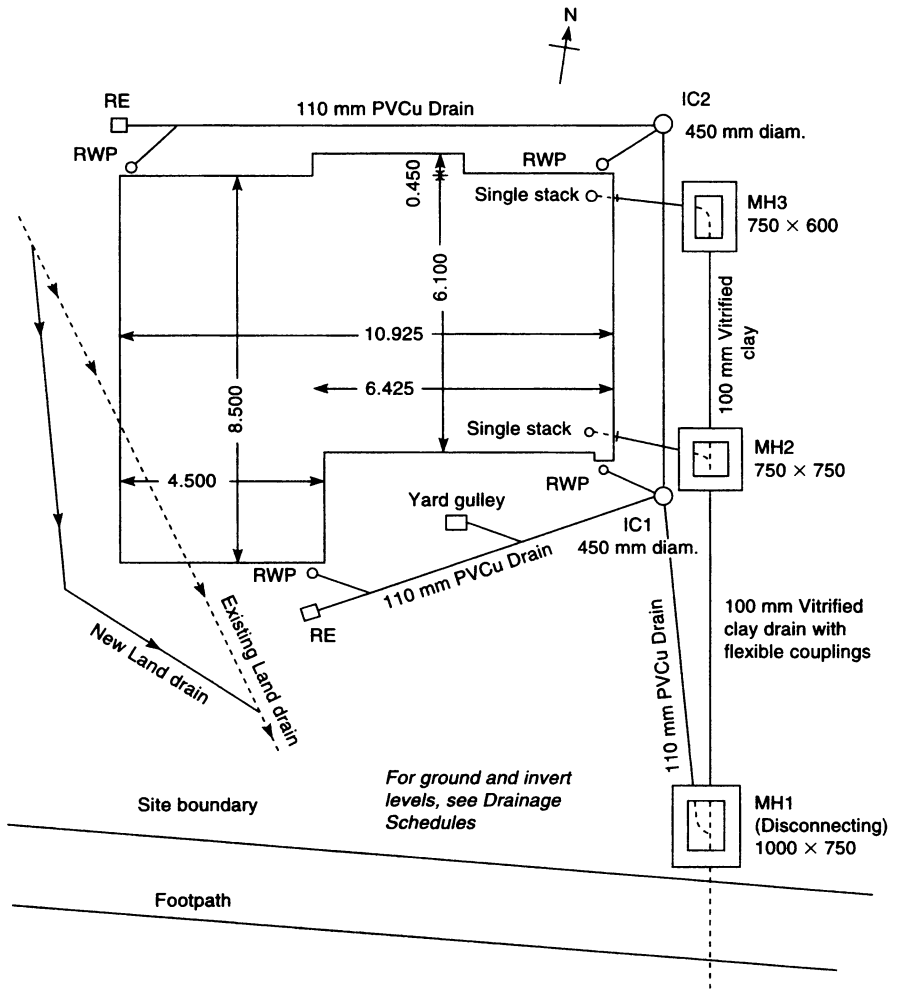 N
RE
110 mm PVCu Drain
IC2
450 mm diam.
RWP
0.450
RWP
Single stack
MH3
750 × 600
6.100
10.925
100 mm Vitrified
clay
6.425
8.500
Single stack
MH2
750 × 750
4.500
RWP
Yard gulley
IC1
450 mm diam.
110 mm PVCu Drain
RWP
RE
Existing Land drain
New Land drain
100 mm Vitrified
clay drain with
flexible couplings
110 mm PVCu Drain
For ground and invert
levels, see Drainage
Schedules
Site boundary
MH1
(Disconnecting)
1000 × 750
Footpath